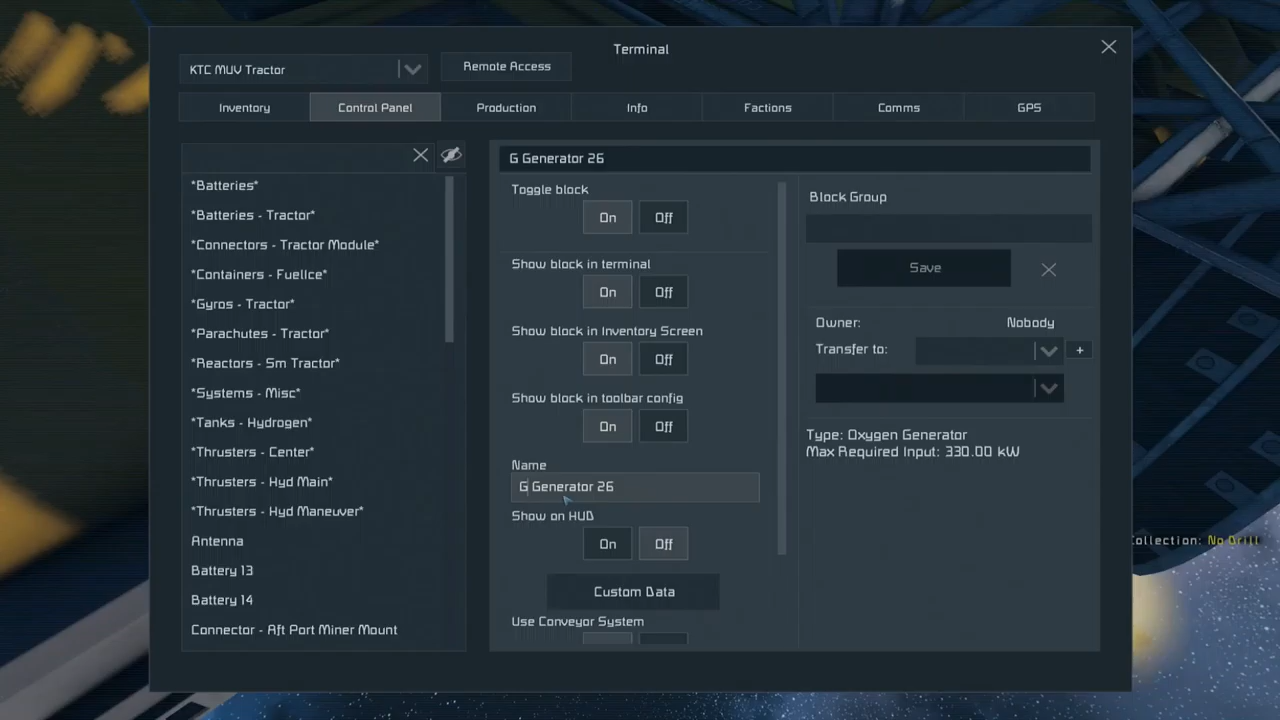 Terminal
KTC MUV Tractor
Remote Access
Inventory
Control Panel
Production
Info
Factions
Comms
GPS
*Batteries*
*Batteries - Tractor*
*Connectors - Tractor Module*
*Containers - FuelIce*
*Gyros - Tractor*
*Parachutes - Tractor*
*Reactors - Sm Tractor*
*Systems - Misc*
*Tanks - Hydrogen*
*Thrusters - Center*
*Thrusters - Hyd Main*
*Thrusters - Hyd Maneuver*
Antenna
Battery 13
Battery 14
Connector - Aft Port Miner Mount
G Generator 26
Toggle block
On Off
Show block in terminal
On Off
Show block in Inventory Screen
On Off
Show block in toolbar config
On Off
Name
G Generator 26
Show on HUD
On Off
Custom Data
Use Conveyor System
Block Group
Save
Owner: Nobody
Transfer to: +
Type: Oxygen Generator
Max Required Input: 330.00 kW
Collection: No Drill